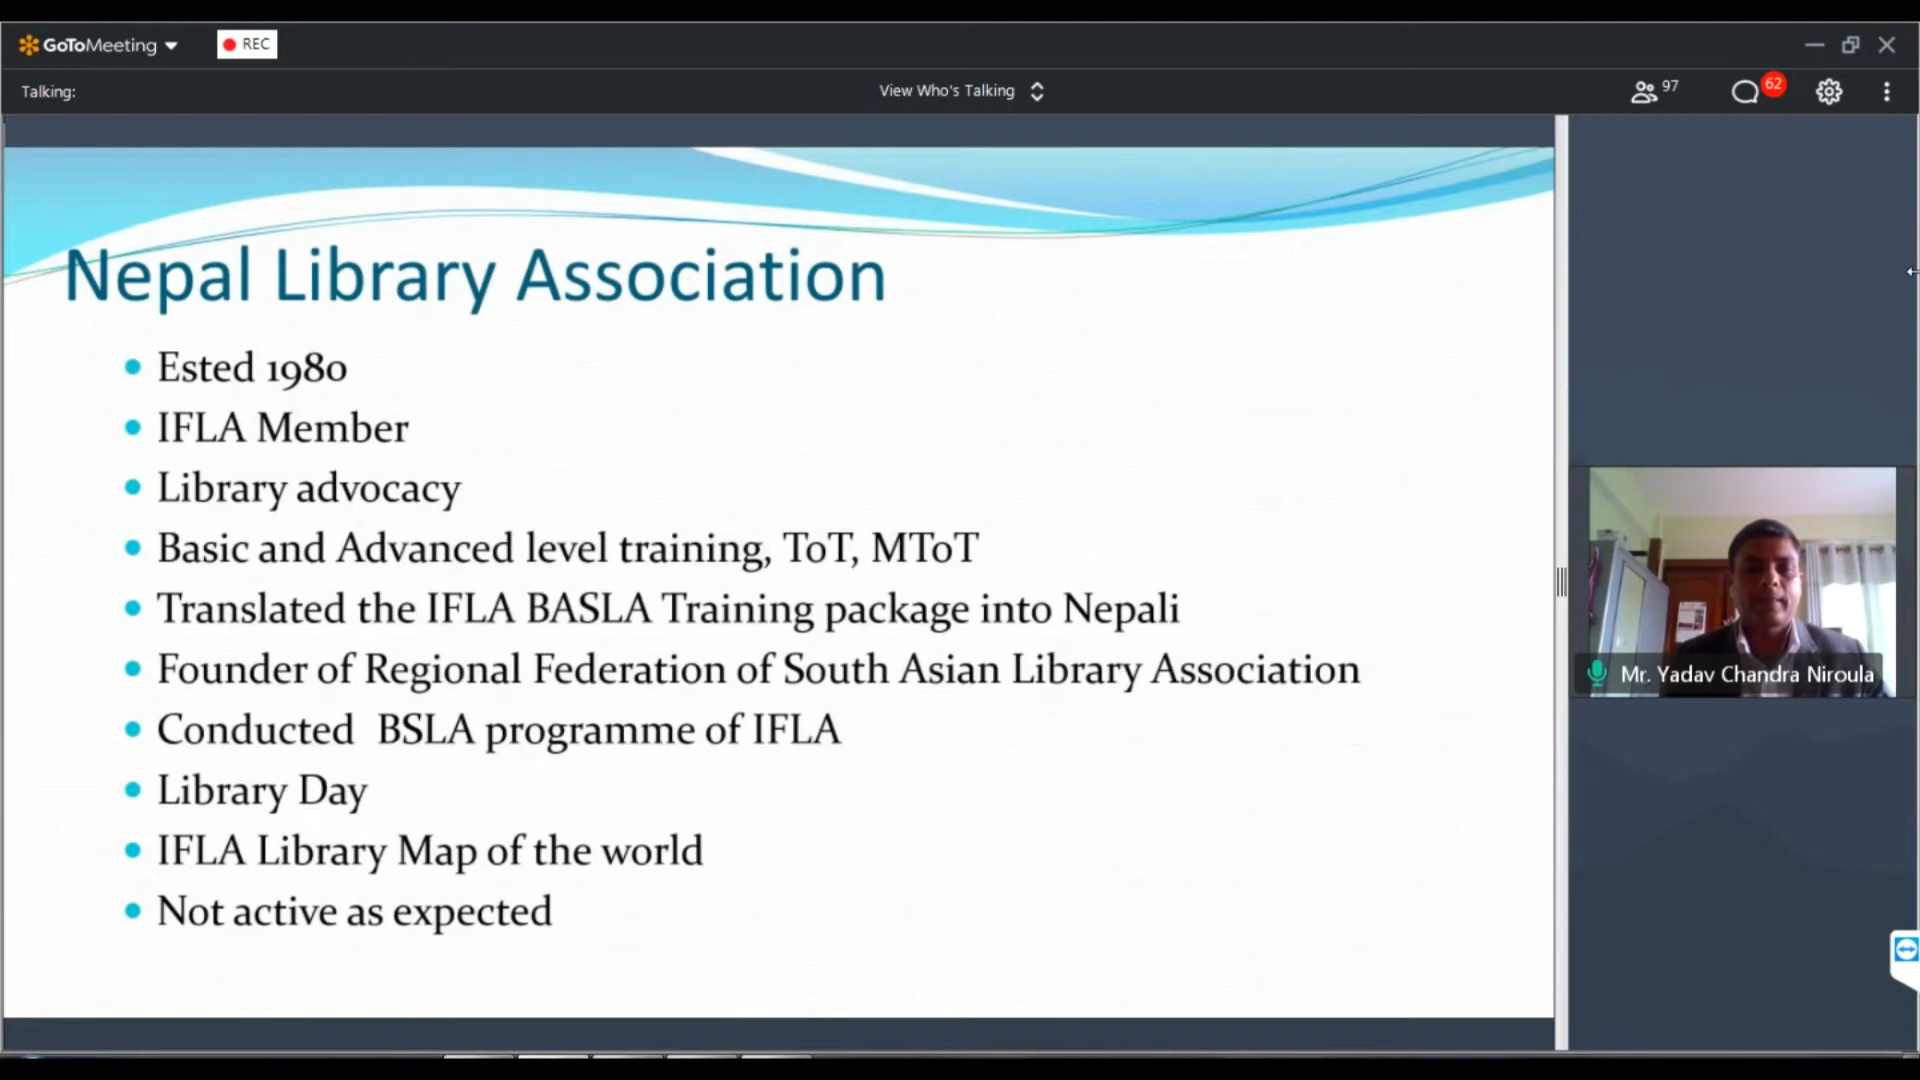 GoToMeeting
REC
Talking:
View Who's Talking
97
62
Nepal Library Association
Ested 1980
IFLA Member
Library advocacy
Basic and Advanced level training, ToT, MToT
Translated the IFLA BASLA Training package into Nepali
Founder of Regional Federation of South Asian Library Association
Conducted BSLA programme of IFLA
Library Day
IFLA Library Map of the world
Not active as expected
Mr. Yadav Chandra Niroula